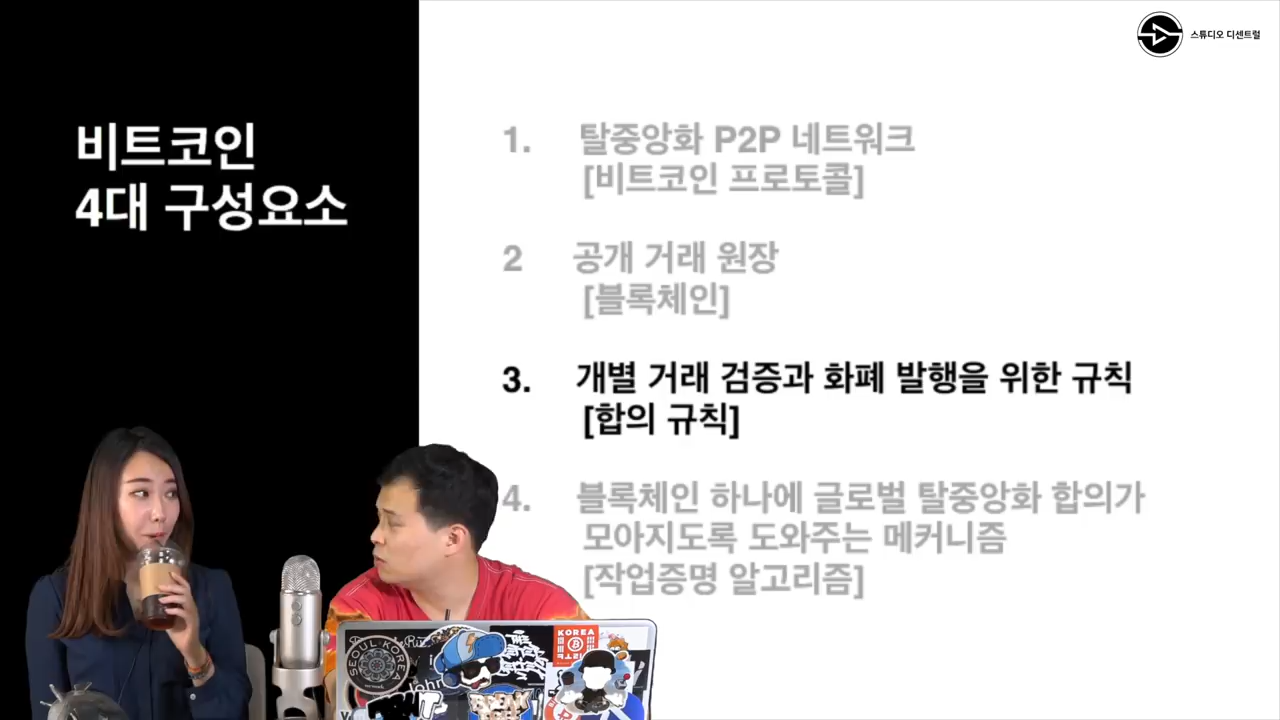 스튜디오 디센트럴
비트코인
4대 구성요소
1. 탈중앙화 P2P 네트워크
[비트코인 프로토콜]
2 공개 거래 원장
[블록체인]
3. 개별 거래 검증과 화폐 발행을 위한 규칙
[합의 규칙]
4. 블록체인 하나에 글로벌 탈중앙화 합의가
모아지도록 도와주는 메커니즘
[작업증명 알고리즘]
SEOUL·KOREA
KOREA